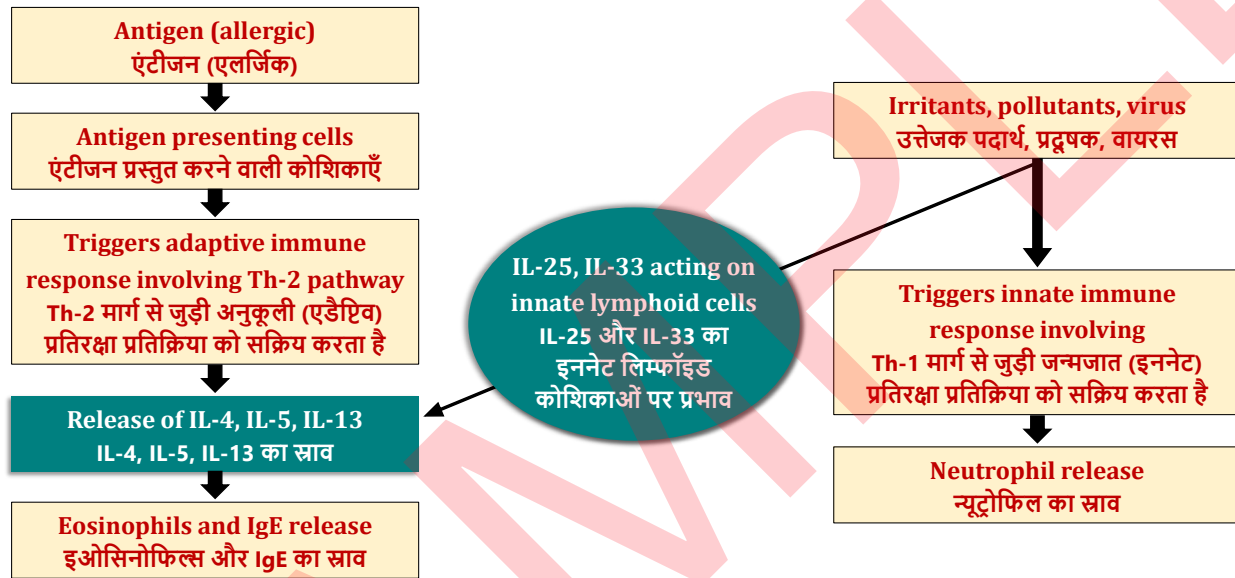 Antigen (allergic)
एंटीजन (एलर्जिक)
Antigen presenting cells
एंटीजन प्रस्तुत करने वाली कोशिकाएँ
Triggers adaptive immune
response involving Th-2 pathway
Th-2 मार्ग से जुड़ी अनुकूली (एडैप्टिव)
प्रतिरक्षा प्रतिक्रिया को सक्रिय करता है
Release of IL-4, IL-5, IL-13
IL-4, IL-5, IL-13 का स्राव
Eosinophils and IgE release
इओसिनोफिल्स और IgE का स्राव
IL-25, IL-33 acting on
innate lymphoid cells
IL-25 और IL-33 का
इननेट लिम्फॉइड
कोशिकाओं पर प्रभाव
Irritants, pollutants, virus
उत्तेजक पदार्थ, प्रदूषक, वायरस
Triggers innate immune
response involving
Th-1 मार्ग से जुड़ी जन्मजात (इननेट)
प्रतिरक्षा प्रतिक्रिया को सक्रिय करता है
Neutrophil release
न्यूट्रोफिल का स्राव